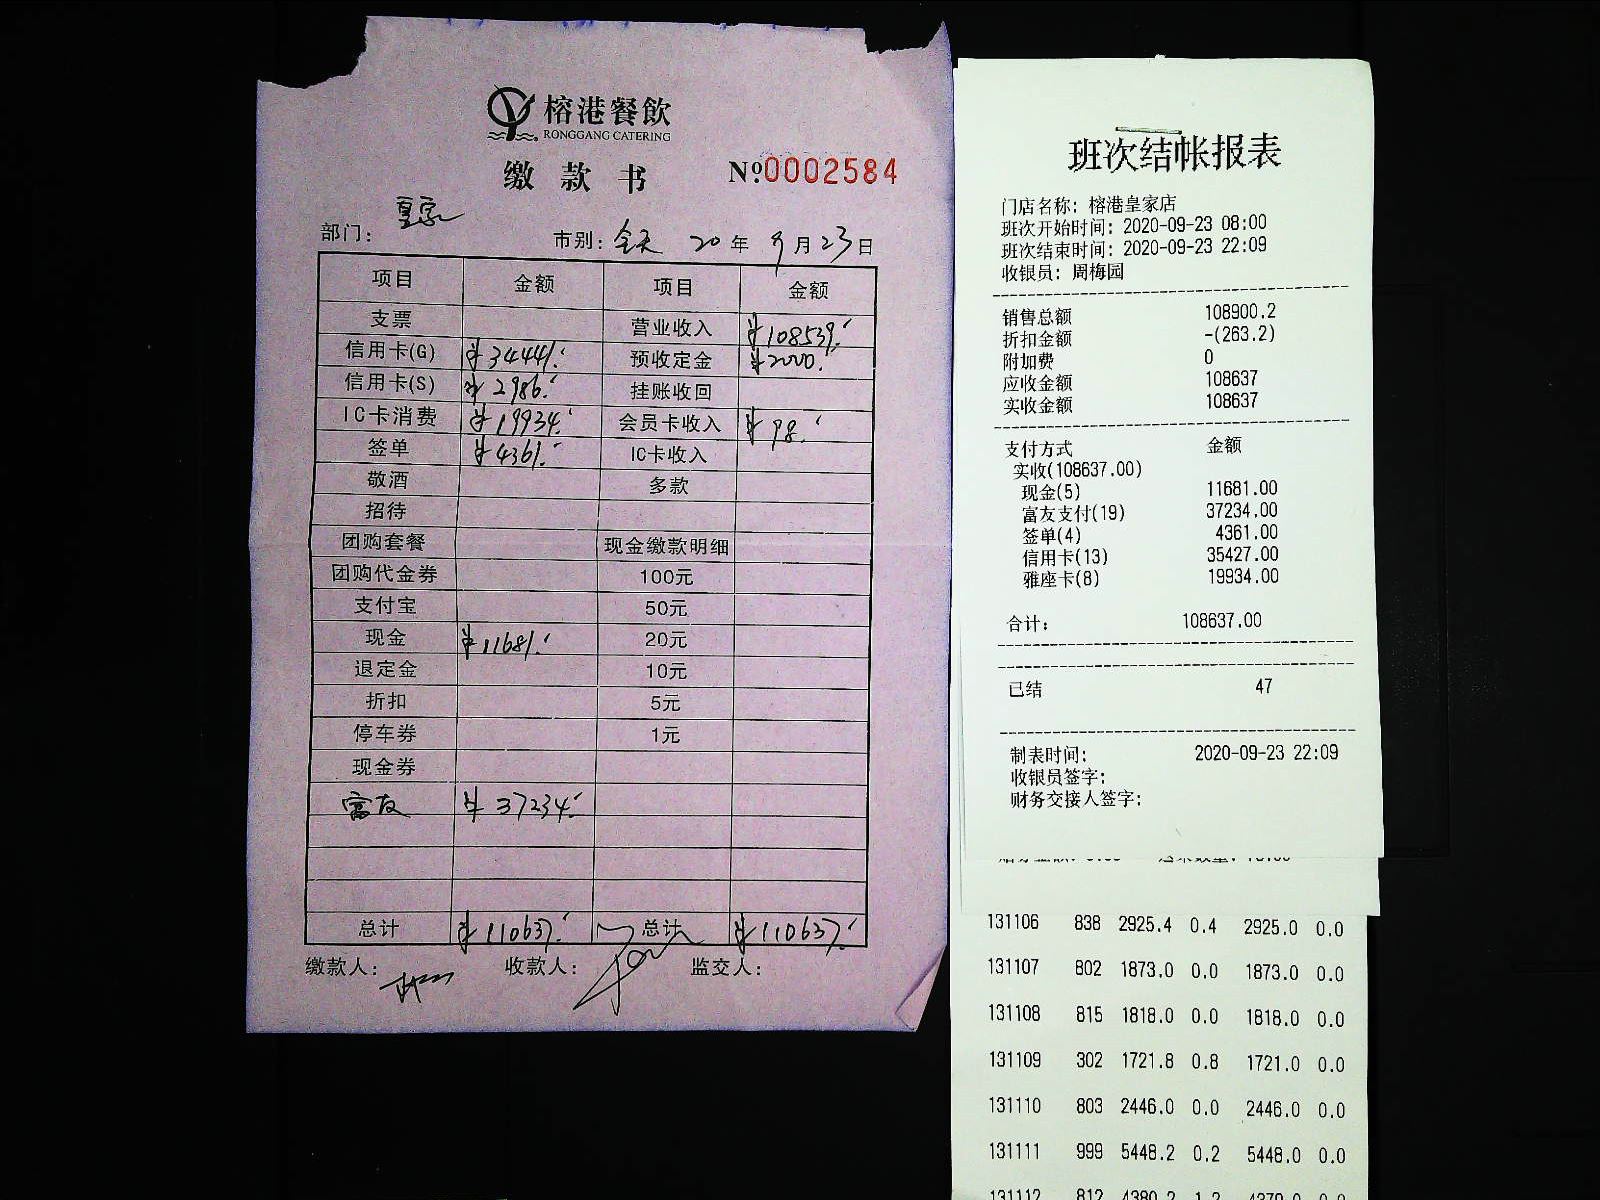 榕港餐飲
RONGGANG CATERING
缴款书 №0002584
部门: 皇家 市别: 全天 20年9月23日
项目 金额 项目 金额
支票 营业收入 ¥108539.-
信用卡(G) ¥34441.- 预收定金 ¥2000.-
信用卡(S) ¥2986.- 挂账收回
IC卡消费 ¥19934.- 会员卡收入 ¥98.-
签单 ¥4361.- IC卡收入
敬酒 多款
招待
团购套餐 现金缴款明细
团购代金券 100元
支付宝 50元
现金 ¥11681.- 20元
退定金 10元
折扣 5元
停车券 1元
现金券
富友 ¥37234.-
总计 ¥110637.- 总计 ¥110637.-
缴款人: 收款人: 监交人:
班次结帐报表
门店名称: 榕港皇家店
班次开始时间: 2020-09-23 08:00
班次结束时间: 2020-09-23 22:09
收银员: 周梅园
销售总额 108900.2
折扣金额 -(263.2)
附加费 0
应收金额 108637
实收金额 108637
支付方式 金额
实收(108637.00)
现金(5) 11681.00
富友支付(19) 37234.00
签单(4) 4361.00
信用卡(13) 35427.00
雅座卡(8) 19934.00
合计: 108637.00
已结 47
制表时间: 2020-09-23 22:09
收银员签字:
财务交接人签字:
131106 838 2925.4 0.4 2925.0 0.0
131107 802 1873.0 0.0 1873.0 0.0
131108 815 1818.0 0.0 1818.0 0.0
131109 302 1721.8 0.8 1721.0 0.0
131110 803 2446.0 0.0 2446.0 0.0
131111 999 5448.2 0.2 5448.0 0.0
131112 812 4380.2 1.2 4379.0 0.0